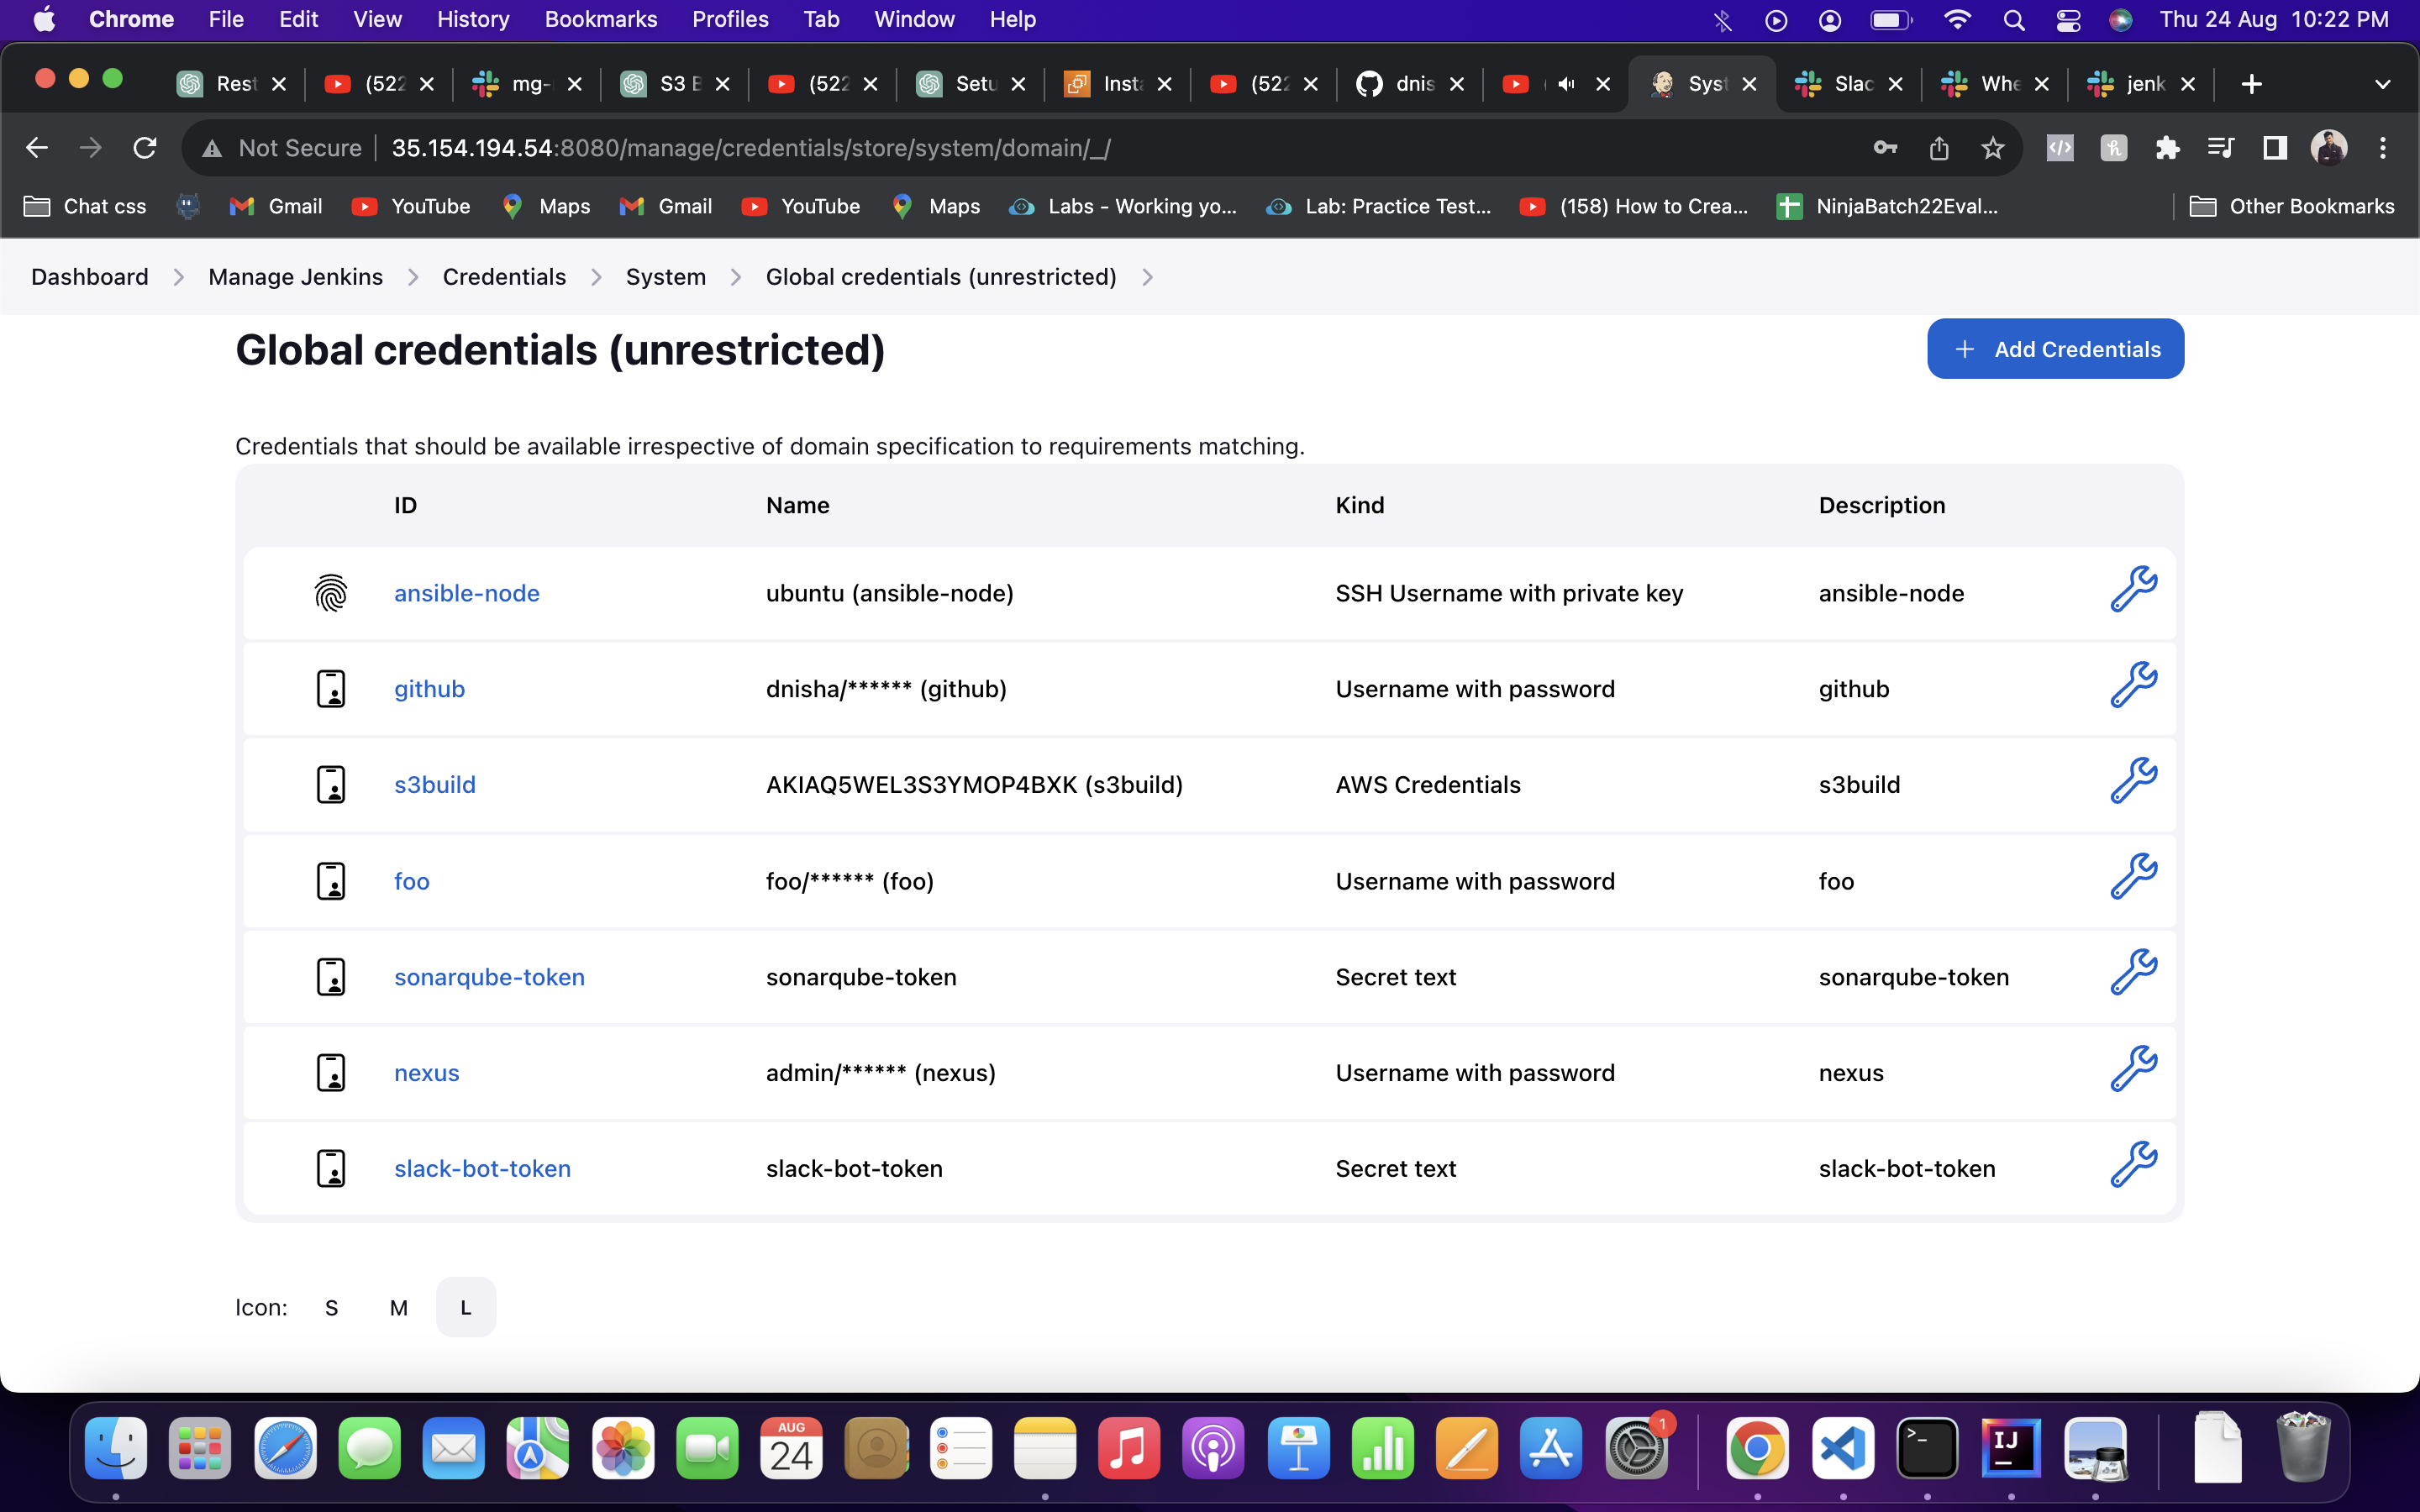 Chrome File Edit View History Bookmarks Profiles Tab Window Help Thu 24 Aug 10:22 PM
Rest (522 mg- S3 B (522 Setu Inst (522 dnis Syst Slac Whe jenk
Not Secure 35.154.194.54:8080/manage/credentials/store/system/domain/_/
Chat css Gmail YouTube Maps Gmail YouTube Maps Labs - Working yo... Lab: Practice Test... (158) How to Crea... NinjaBatch22Eval... Other Bookmarks
Dashboard Manage Jenkins Credentials System Global credentials (unrestricted)
Global credentials (unrestricted) Add Credentials
Credentials that should be available irrespective of domain specification to requirements matching.
ID Name Kind Description
ansible-node ubuntu (ansible-node) SSH Username with private key ansible-node
github dnisha/****** (github) Username with password github
s3build AKIAQ5WEL3S3YMOP4BXK (s3build) AWS Credentials s3build
foo foo/****** (foo) Username with password foo
sonarqube-token sonarqube-token Secret text sonarqube-token
nexus admin/****** (nexus) Username with password nexus
slack-bot-token slack-bot-token Secret text slack-bot-token
Icon: S M L
AUG
24
1
IJ